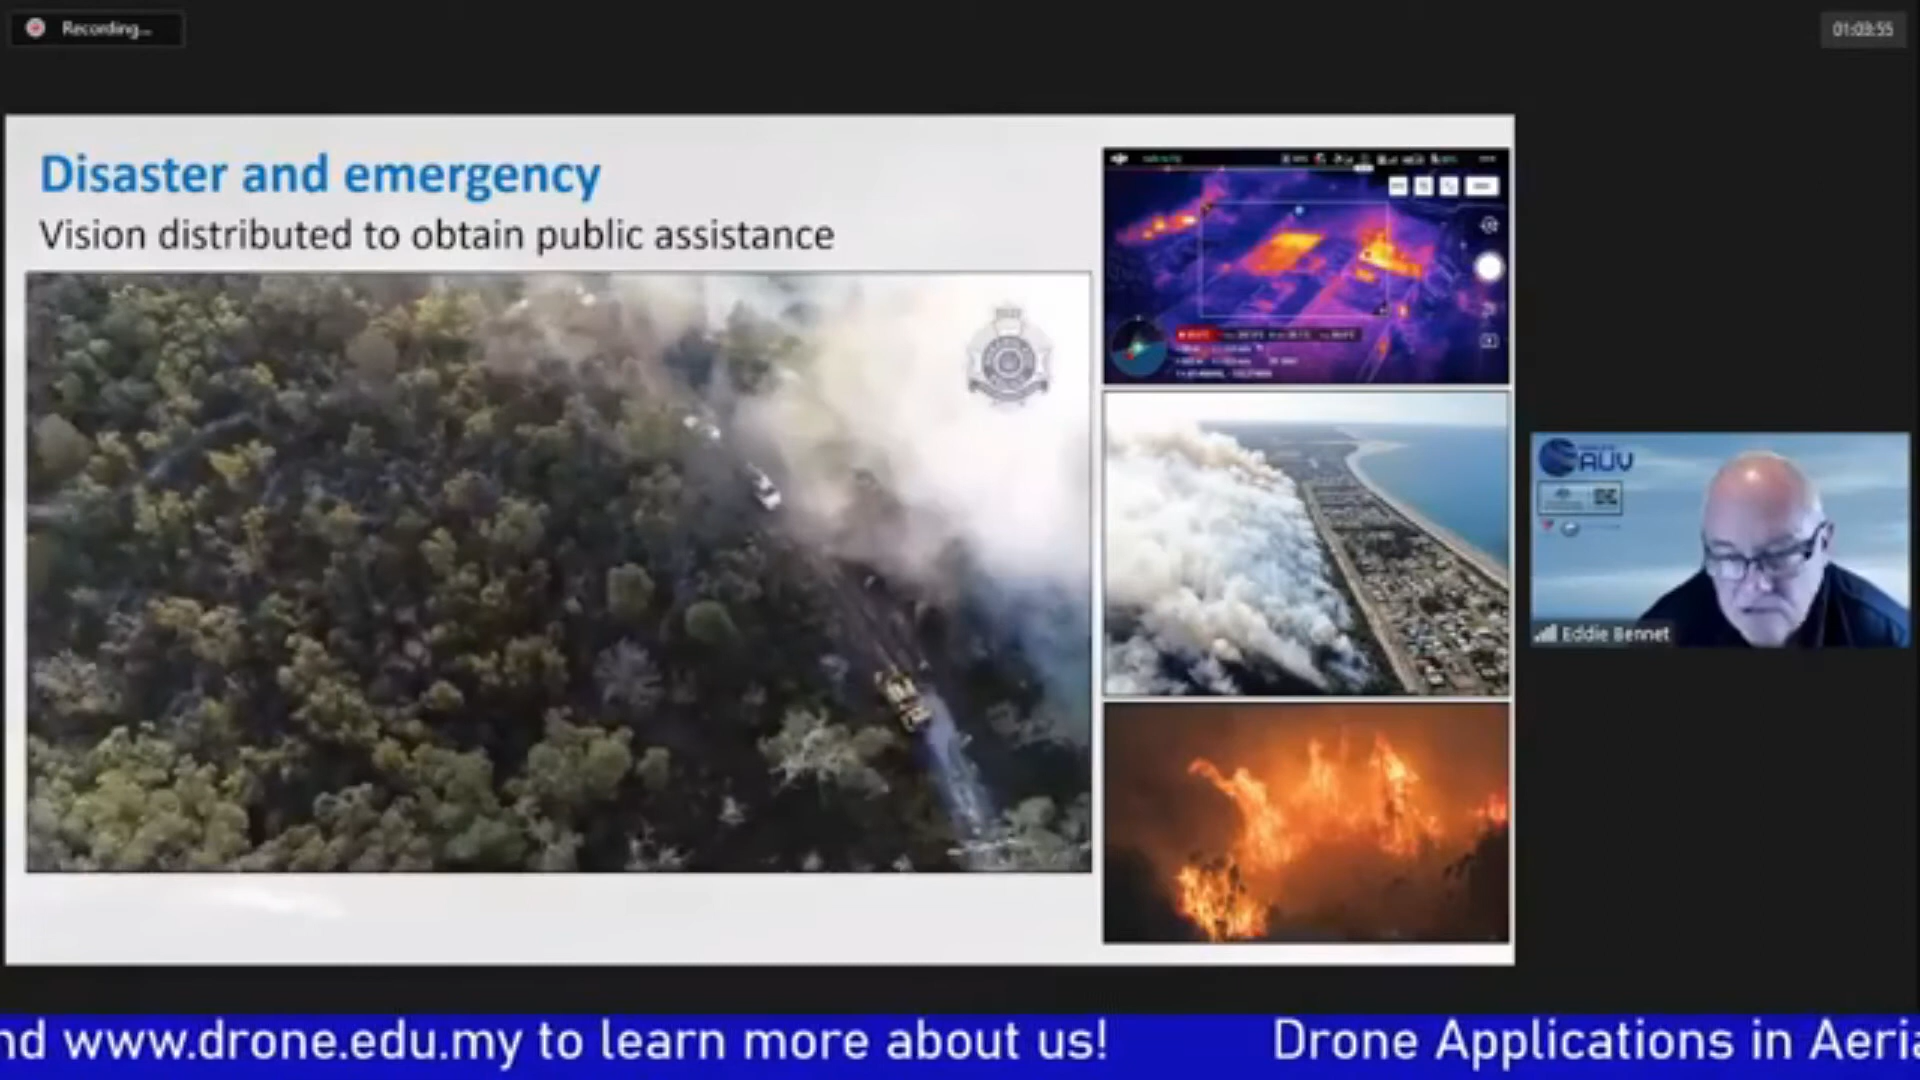 Recording...
01:03:55
Disaster and emergency
Vision distributed to obtain public assistance
AUV
Eddie Bennet
nd www.drone.edu.my to learn more about us!
Drone Applications in Aeria